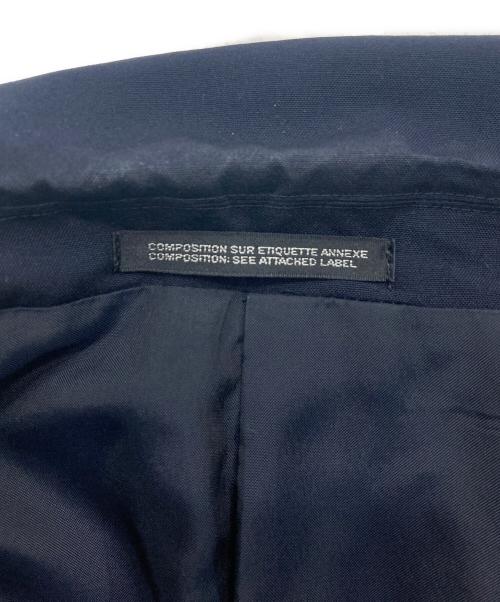 COMPOSITION SUR ETIQUETTE ANNEXE
COMPOSITION: SEE ATTACHED LABEL